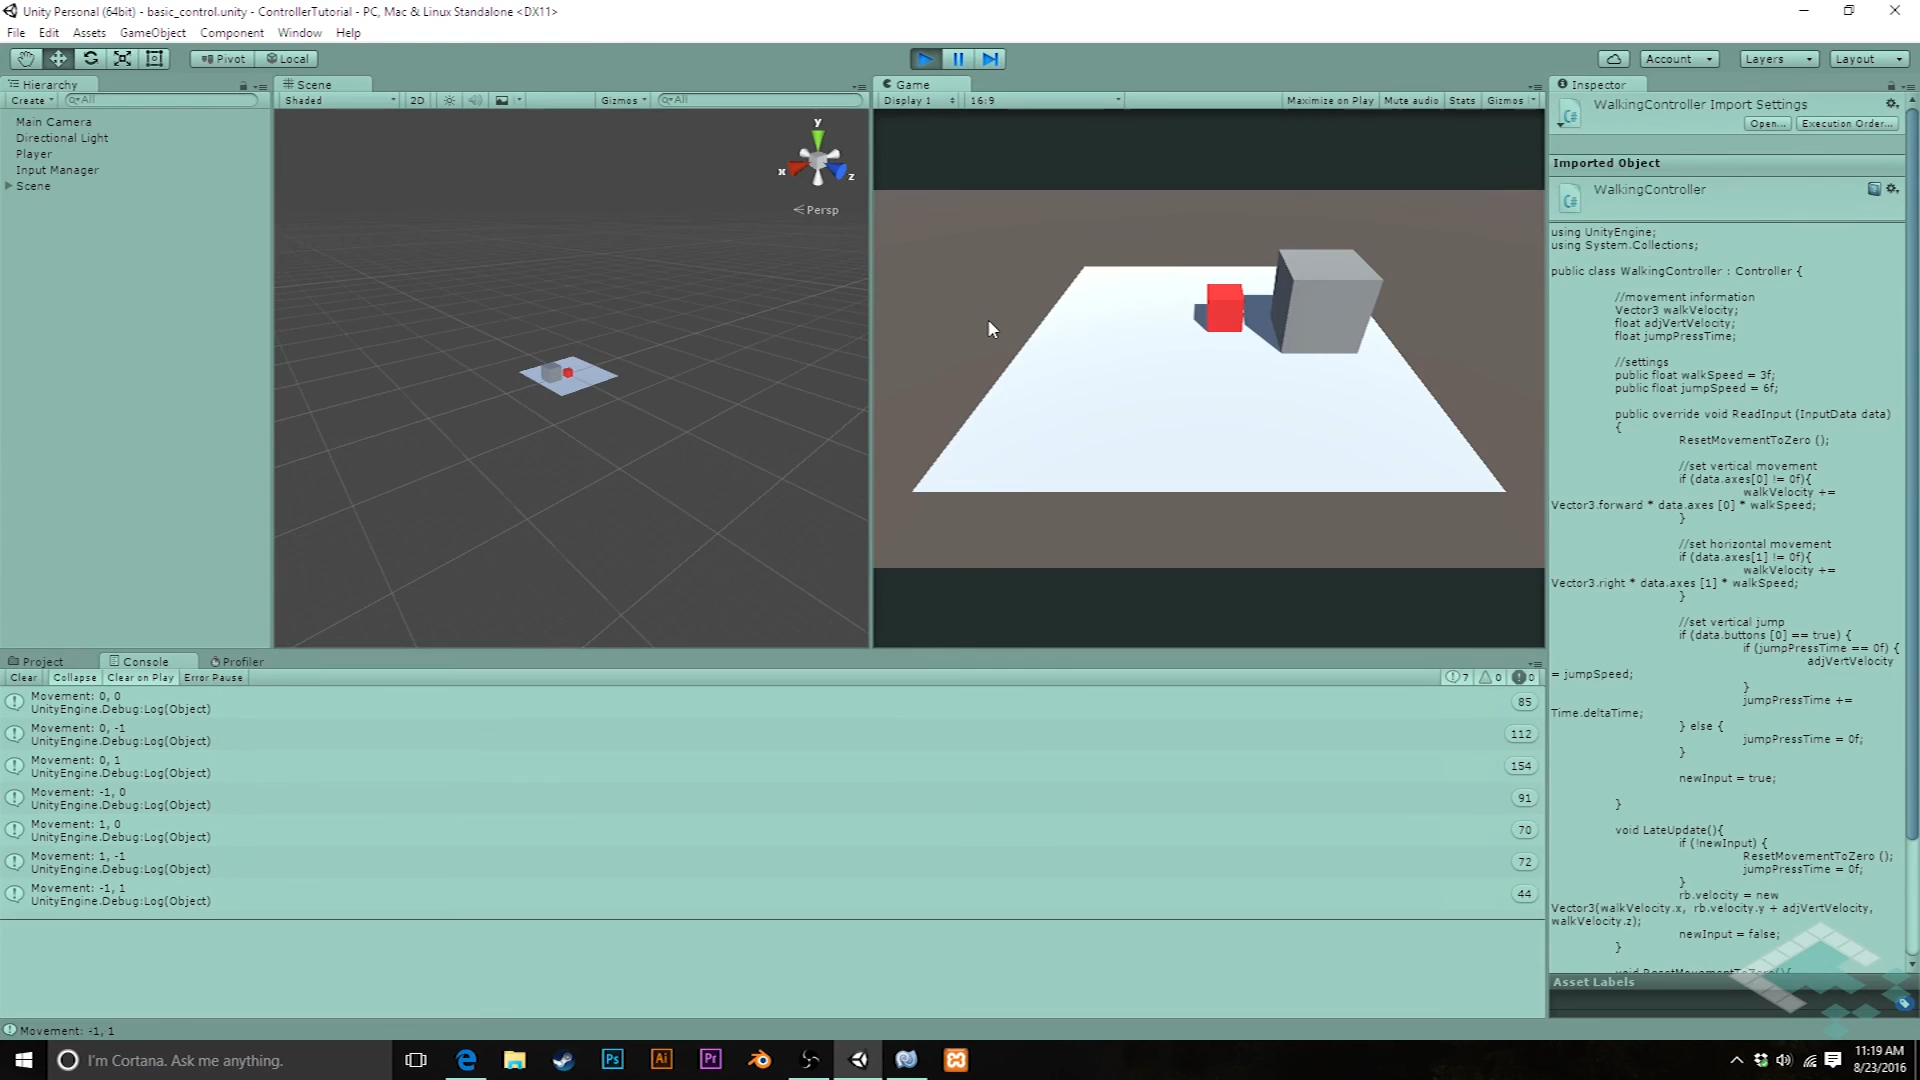 Unity Personal (64bit) - basic_control.unity - ControllerTutorial - PC, Mac & Linux Standalone <DX11>
File Edit Assets GameObject Component Window Help
Pivot Local Account Layers Layout
Hierarchy
Create All
Main Camera
Directional Light
Player
Input Manager
Scene
Scene
Shaded 2D Gizmos All
y
x
z
Persp
Game
Display 1 16:9 Maximize on Play Mute audio Stats Gizmos
Inspector
WalkingController Import Settings
Open... Execution Order...
Imported Object
WalkingController
C#
using UnityEngine;
using System.Collections;
public class WalkingController : Controller {
//movement information
Vector3 walkVelocity;
float adjVertVelocity;
float jumpPressTime;
//settings
public float walkSpeed = 3f;
public float jumpSpeed = 6f;
public override void ReadInput (InputData data)
{
ResetMovementToZero ();
//set vertical movement
if (data.axes[0] != 0f){
walkVelocity +=
Vector3.forward * data.axes [0] * walkSpeed;
}
//set horizontal movement
if (data.axes[1] != 0f){
walkVelocity +=
Vector3.right * data.axes [1] * walkSpeed;
}
//set vertical jump
if (data.buttons [0] == true) {
if (jumpPressTime == 0f) {
adjVertVelocity
= jumpSpeed;
}
jumpPressTime +=
Time.deltaTime;
} else {
jumpPressTime = 0f;
}
newInput = true;
}
void LateUpdate(){
if (!newInput) {
ResetMovementToZero ();
jumpPressTime = 0f;
}
rb.velocity = new
Vector3(walkVelocity.x, rb.velocity.y + adjVertVelocity,
walkVelocity.z);
newInput = false;
}
void ResetMovementToZero(){
Asset Labels
Project Console Profiler
Clear Collapse Clear on Play Error Pause 7 0 0
Movement: 0, 0
UnityEngine.Debug:Log(Object) 85
Movement: 0, -1
UnityEngine.Debug:Log(Object) 112
Movement: 0, 1
UnityEngine.Debug:Log(Object) 154
Movement: -1, 0
UnityEngine.Debug:Log(Object) 91
Movement: 1, 0
UnityEngine.Debug:Log(Object) 70
Movement: 1, -1
UnityEngine.Debug:Log(Object) 72
Movement: -1, 1
UnityEngine.Debug:Log(Object) 44
Movement: -1, 1
I'm Cortana. Ask me anything.
Ps Ai Pr
11:19 AM
8/23/2016